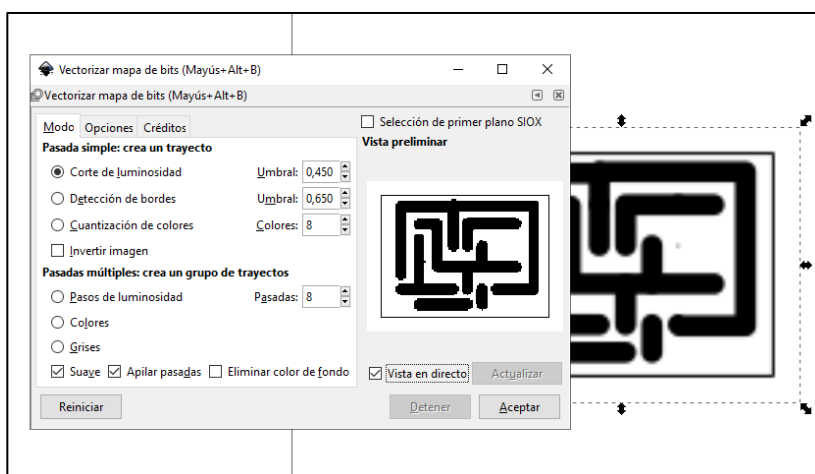 Vectorizar mapa de bits (Mayús+Alt+B)
Vectorizar mapa de bits (Mayús+Alt+B)
Modo Opciones Créditos
Selección de primer plano SIOX
Pasada simple: crea un trayecto
Vista preliminar
Corte de luminosidad Umbral: 0,450
Detección de bordes Umbral: 0,650
Cuantización de colores Colores: 8
Invertir imagen
Pasadas múltiples: crea un grupo de trayectos
Pasos de luminosidad Pasadas: 8
Colores
Grises
Suave Apilar pasadas Eliminar color de fondo
Vista en directo Actualizar
Reiniciar Detener Aceptar